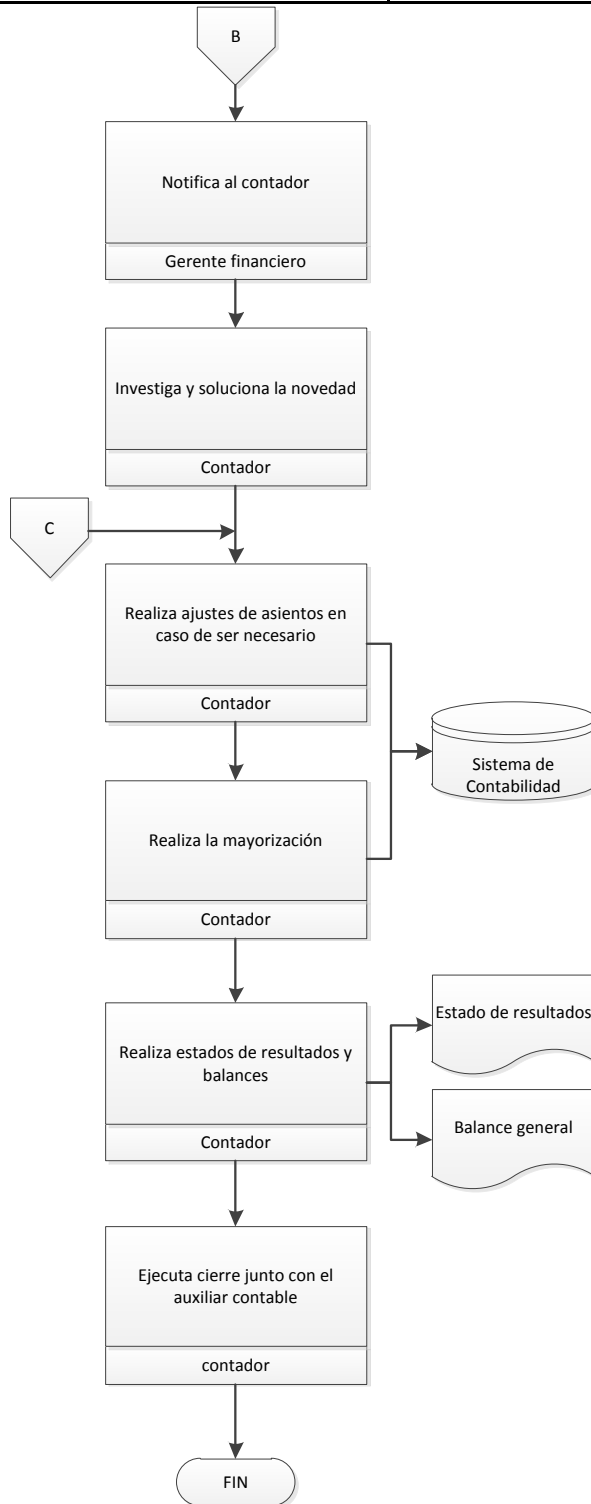 B
Notifica al contador
Gerente financiero
Investiga y soluciona la novedad
Contador
C
Realiza ajustes de asientos en
caso de ser necesario
Contador
Sistema de
Contabilidad
Realiza la mayorización
Contador
Realiza estados de resultados y
balances
Contador
Estado de resultados
Balance general
Ejecuta cierre junto con el
auxiliar contable
contador
FIN